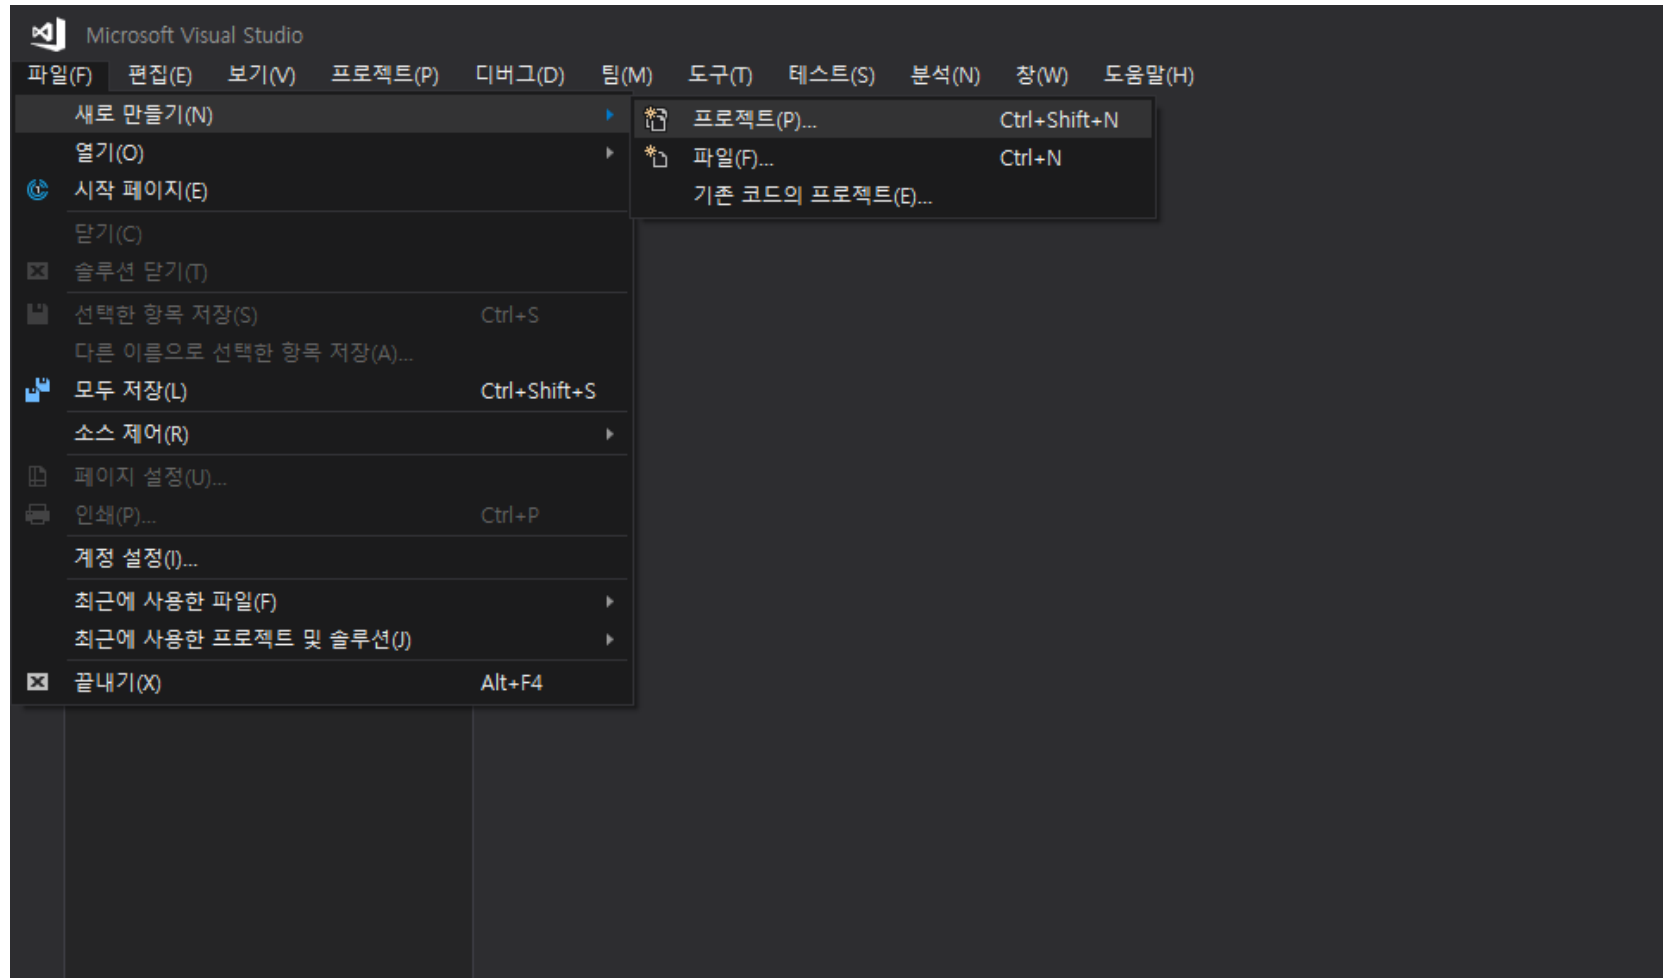 Microsoft Visual Studio
파일(F) 편집(E) 보기(V) 프로젝트(P) 디버그(D) 팀(M) 도구(T) 테스트(S) 분석(N) 창(W) 도움말(H)
새로 만들기(N)
열기(O)
시작 페이지(E)
닫기(C)
솔루션 닫기(T)
선택한 항목 저장(S) Ctrl+S
다른 이름으로 선택한 항목 저장(A)...
모두 저장(L) Ctrl+Shift+S
소스 제어(R)
페이지 설정(U)...
인쇄(P)... Ctrl+P
계정 설정(I)...
최근에 사용한 파일(F)
최근에 사용한 프로젝트 및 솔루션(J)
끝내기(X) Alt+F4
프로젝트(P)... Ctrl+Shift+N
파일(F)... Ctrl+N
기존 코드의 프로젝트(E)...